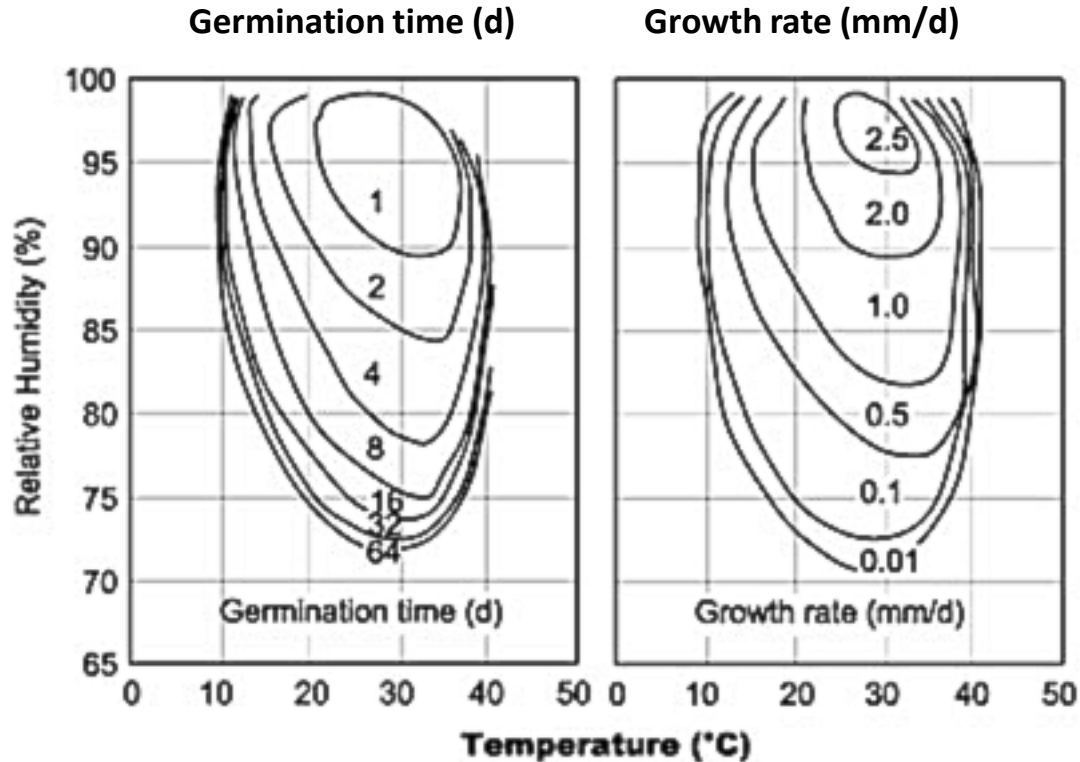 Germination time (d)
Growth rate (mm/d)
100
95
90
85
80
75
70
65
Relative Humidity (%)
1
2
4
8
16
32
64
Germination time (d)
0 10 20 30 40 50
2.5
2.0
1.0
0.5
0.1
0.01
Growth rate (mm/d)
0 10 20 30 40 50
Temperature (°C)